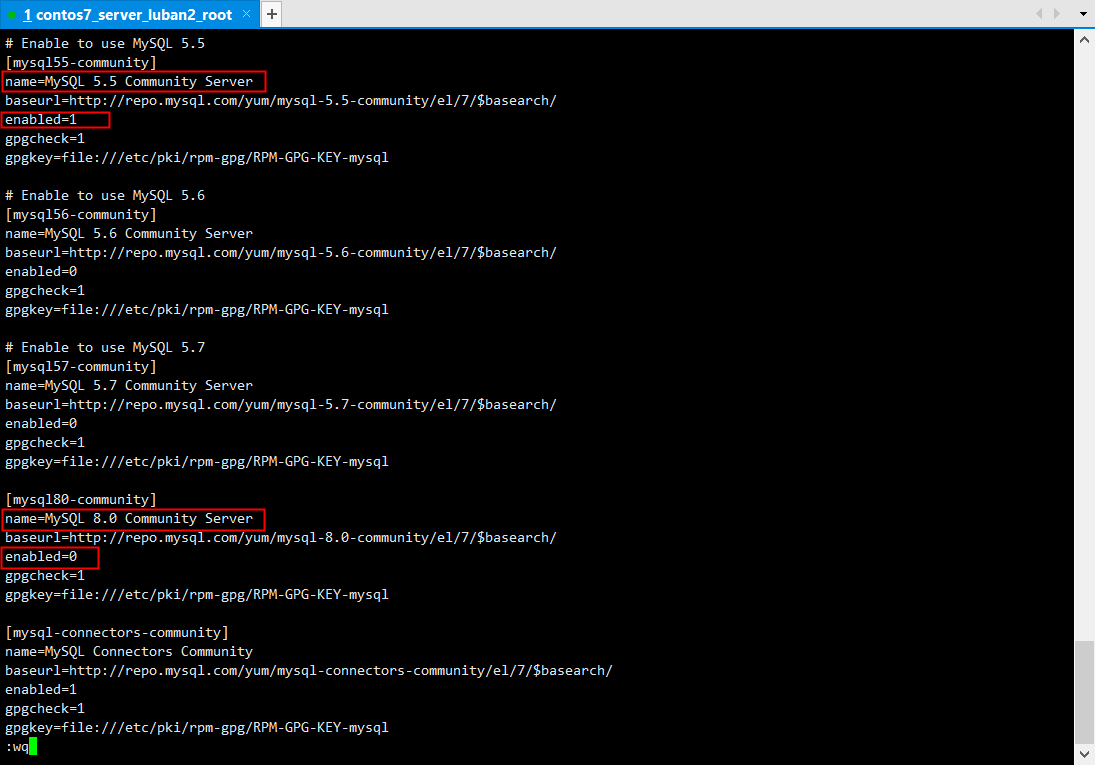 1 contos7_server_luban2_root × +
# Enable to use MySQL 5.5
[mysql55-community]
name=MySQL 5.5 Community Server
baseurl=http://repo.mysql.com/yum/mysql-5.5-community/el/7/$basearch/
enabled=1
gpgcheck=1
gpgkey=file:///etc/pki/rpm-gpg/RPM-GPG-KEY-mysql
# Enable to use MySQL 5.6
[mysql56-community]
name=MySQL 5.6 Community Server
baseurl=http://repo.mysql.com/yum/mysql-5.6-community/el/7/$basearch/
enabled=0
gpgcheck=1
gpgkey=file:///etc/pki/rpm-gpg/RPM-GPG-KEY-mysql
# Enable to use MySQL 5.7
[mysql57-community]
name=MySQL 5.7 Community Server
baseurl=http://repo.mysql.com/yum/mysql-5.7-community/el/7/$basearch/
enabled=0
gpgcheck=1
gpgkey=file:///etc/pki/rpm-gpg/RPM-GPG-KEY-mysql
[mysql80-community]
name=MySQL 8.0 Community Server
baseurl=http://repo.mysql.com/yum/mysql-8.0-community/el/7/$basearch/
enabled=0
gpgcheck=1
gpgkey=file:///etc/pki/rpm-gpg/RPM-GPG-KEY-mysql
[mysql-connectors-community]
name=MySQL Connectors Community
baseurl=http://repo.mysql.com/yum/mysql-connectors-community/el/7/$basearch/
enabled=1
gpgcheck=1
gpgkey=file:///etc/pki/rpm-gpg/RPM-GPG-KEY-mysql
:wq